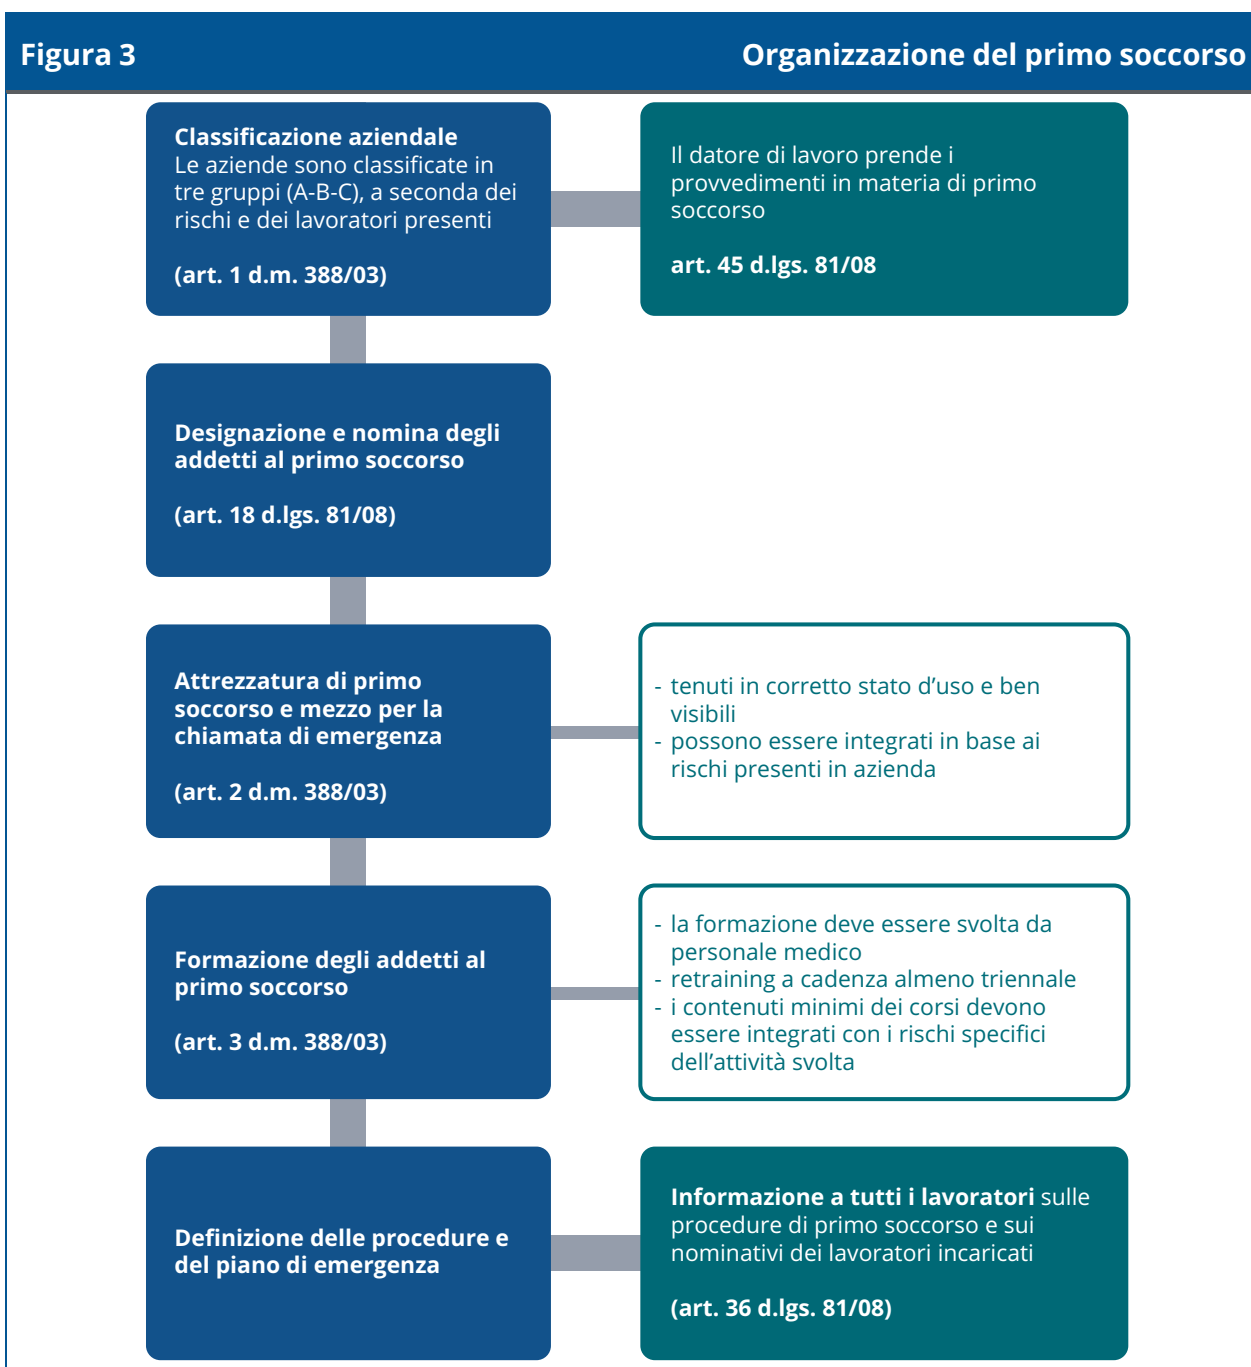 Figura 3
Organizzazione del primo soccorso
Classificazione aziendale
Le aziende sono classificate in
tre gruppi (A-B-C), a seconda dei
rischi e dei lavoratori presenti
(art. 1 d.m. 388/03)
Il datore di lavoro prende i
provvedimenti in materia di primo
soccorso
art. 45 d.lgs. 81/08
Designazione e nomina degli
addetti al primo soccorso
(art. 18 d.lgs. 81/08)
Attrezzatura di primo
soccorso e mezzo per la
chiamata di emergenza
(art. 2 d.m. 388/03)
- tenuti in corretto stato d’uso e ben
visibili
- possono essere integrati in base ai
rischi presenti in azienda
Formazione degli addetti al
primo soccorso
(art. 3 d.m. 388/03)
- la formazione deve essere svolta da
personale medico
- retraining a cadenza almeno triennale
- i contenuti minimi dei corsi devono
essere integrati con i rischi specifici
dell’attività svolta
Definizione delle procedure e
del piano di emergenza
Informazione a tutti i lavoratori sulle
procedure di primo soccorso e sui
nominativi dei lavoratori incaricati
(art. 36 d.lgs. 81/08)